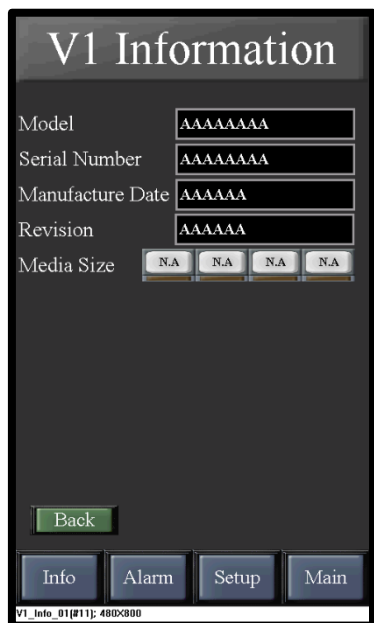 V1 Information
Model AAAAAAAA
Serial Number AAAAAAAA
Manufacture Date AAAAAA
Revision AAAAAA
Media Size N.A N.A N.A N.A
Back
Info Alarm Setup Main
V1_Info_01(#11); 480X800